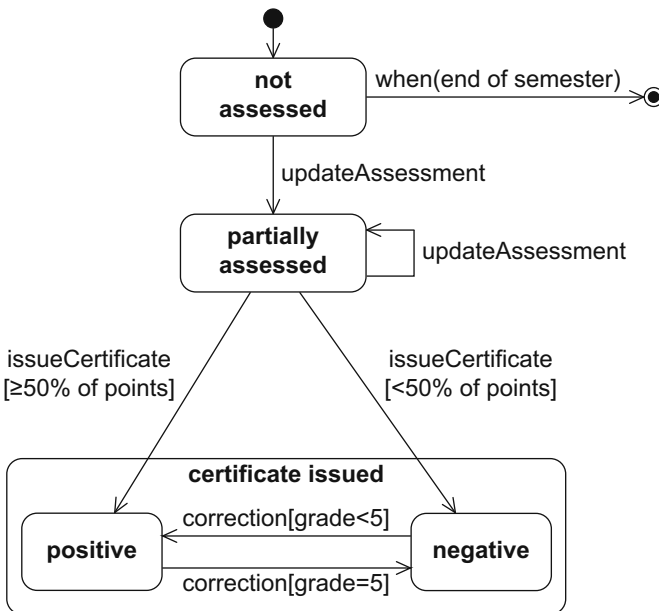 not
assessed
when(end of semester)
updateAssessment
partially
assessed
updateAssessment
issueCertificate
[≥50% of points]
issueCertificate
[<50% of points]
certificate issued
positive
correction[grade<5]
negative
correction[grade=5]